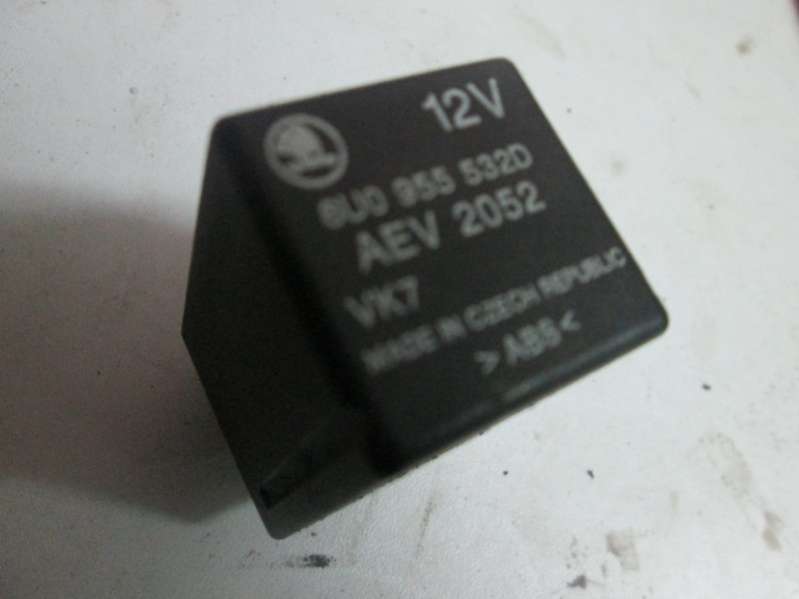 12V
6U0 955 532D
AEV 2052
VK7
MADE IN CZECH REPUBLIC
>ABS<